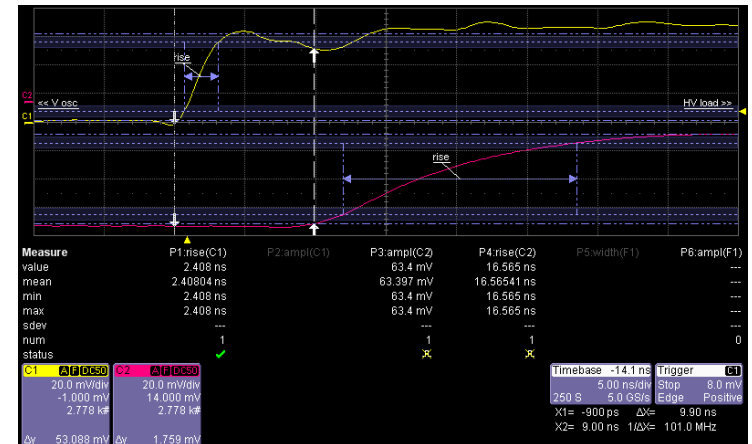 rise
C2
<< V osc
HV load >>
C1
rise
Measure P1:rise(C1) P2:ampl(C1) P3:ampl(C2) P4:rise(C2) P5:width(F1) P6:ampl(F1)
value 2.408 ns 63.4 mV 16.565 ns ---
mean 2.40804 ns 63.397 mV 16.56541 ns ---
min 2.408 ns 63.4 mV 16.565 ns ---
max 2.408 ns 63.4 mV 16.565 ns ---
sdev --- --- --- ---
num 1 1 1 0
status
C1 A F DC50 C2 A F DC50 Timebase -14.1 ns Trigger C1
20.0 mV/div 20.0 mV/div 5.00 ns/div Stop 8.0 mV
-1.000 mV 14.000 mV 250 S 5.0 GS/s Edge Positive
2.778 k# 2.778 k# X1= -900 ps ΔX= 9.90 ns
X2= 9.00 ns 1/ΔX= 101.0 MHz
Δy 53.088 mV Δy 1.759 mV